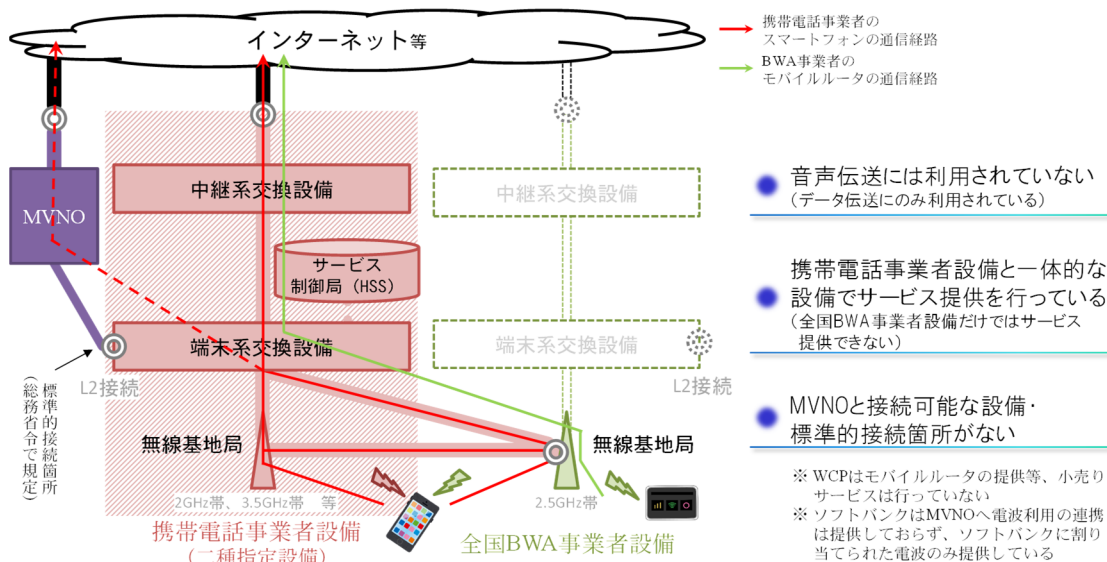 インターネット等
携帯電話事業者の
スマートフォンの通信経路
BWA事業者の
モバイルルータの通信経路
中継系交換設備
中継系交換設備
MVNO
サービス
制御局（HSS）
端末系交換設備
端末系交換設備
L2接続
L2接続
標準的接続箇所
（総務省令で規定）
無線基地局
無線基地局
2GHz帯、3.5GHz帯　等
2.5GHz帯
携帯電話事業者設備
（二種指定設備）
全国BWA事業者設備
音声伝送には利用されていない
（データ伝送にのみ利用されている）
携帯電話事業者設備と一体的な
設備でサービス提供を行っている
（全国BWA事業者設備だけではサービス
提供できない）
MVNOと接続可能な設備・
標準的接続箇所がない
※ WCPはモバイルルータの提供等、小売り
サービスは行っていない
※ ソフトバンクはMVNOへ電波利用の連携
は提供しておらず、ソフトバンクに割り
当てられた電波のみ提供している